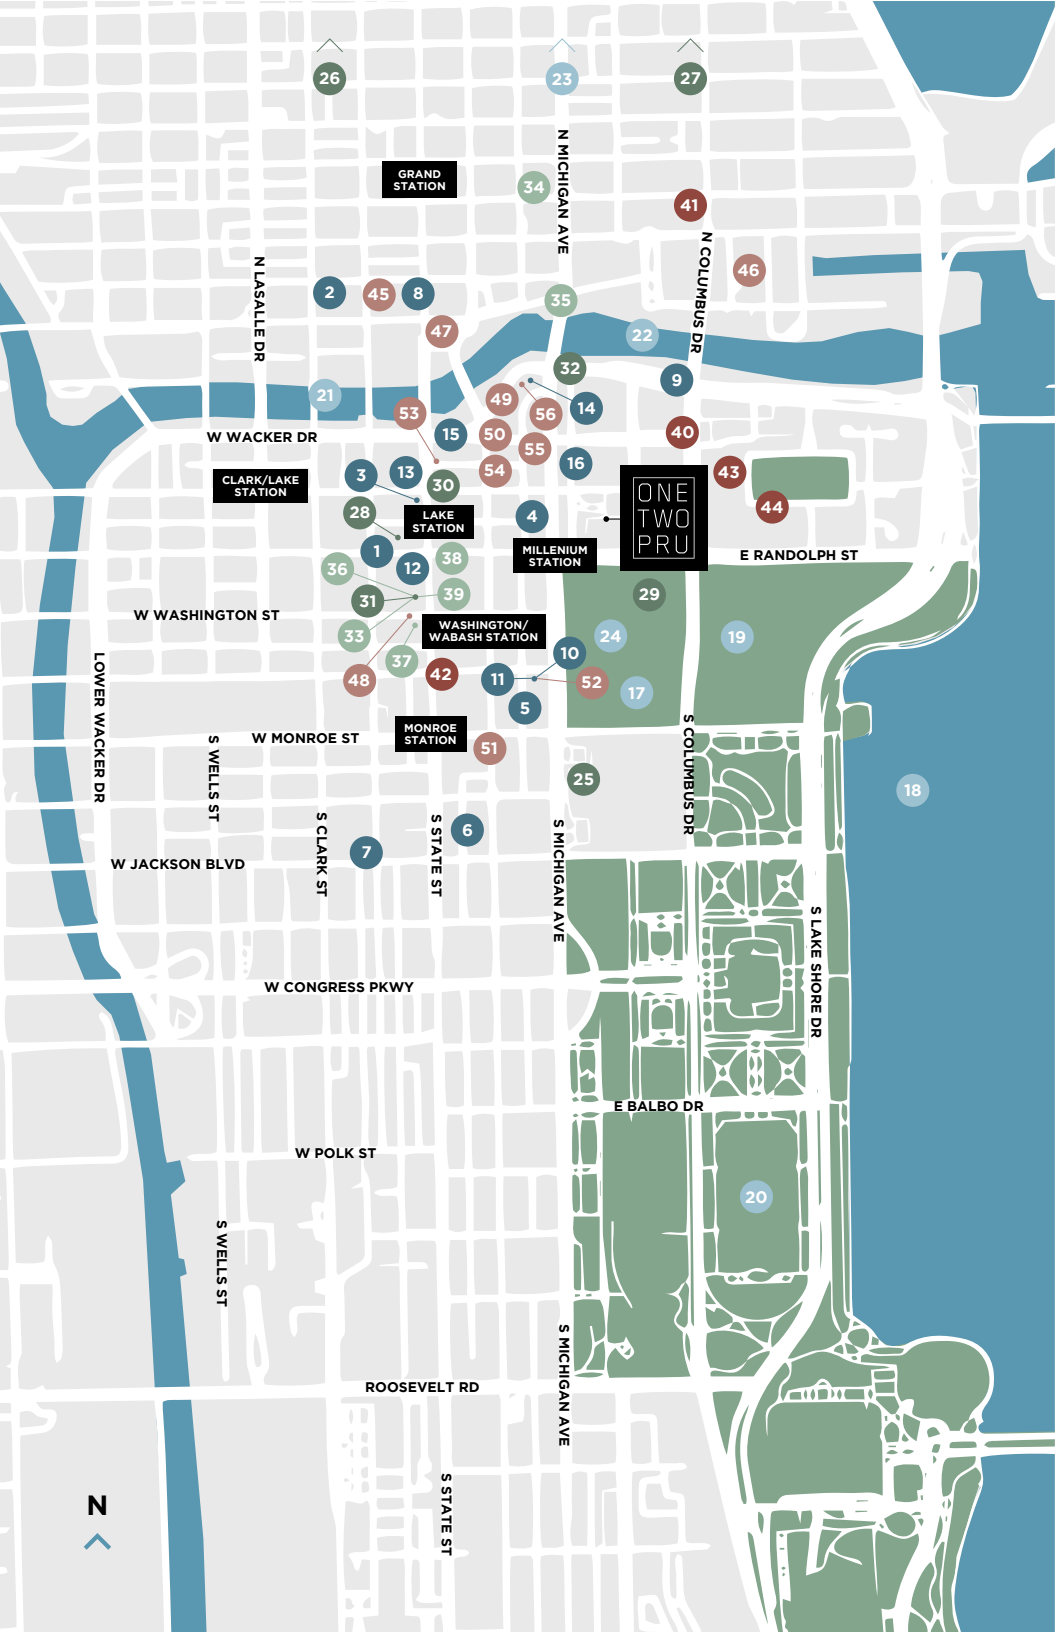 26
23
27
N MICHIGAN AVE
GRAND
STATION
34
41
N COLUMBUS DR
46
N LASALLE DR
2
45
8
35
47
22
32
9
21
49
53
56
14
W WACKER DR
15
50
40
55
CLARK/LAKE
STATION
3
13
54
16
43
30
ONE
TWO
PRU
44
28
LAKE
STATION
4
1
MILLENIUM
STATION
E RANDOLPH ST
36
12
38
31
39
29
W WASHINGTON ST
33
WASHINGTON/
WABASH STATION
24
19
37
10
48
42
11
52
17
LOWER WACKER DR
5
MONROE
STATION
W MONROE ST
51
S WELLS ST
S COLUMBUS DR
25
18
S CLARK ST
7
S STATE ST
6
S MICHIGAN AVE
W JACKSON BLVD
S LAKE SHORE DR
W CONGRESS PKWY
E BALBO DR
W POLK ST
20
S WELLS ST
S MICHIGAN AVE
ROOSEVELT RD
S STATE ST
N